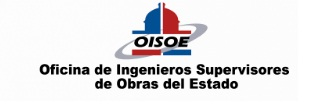 OISOE
Oficina de Ingenieros Supervisores
de Obras del Estado